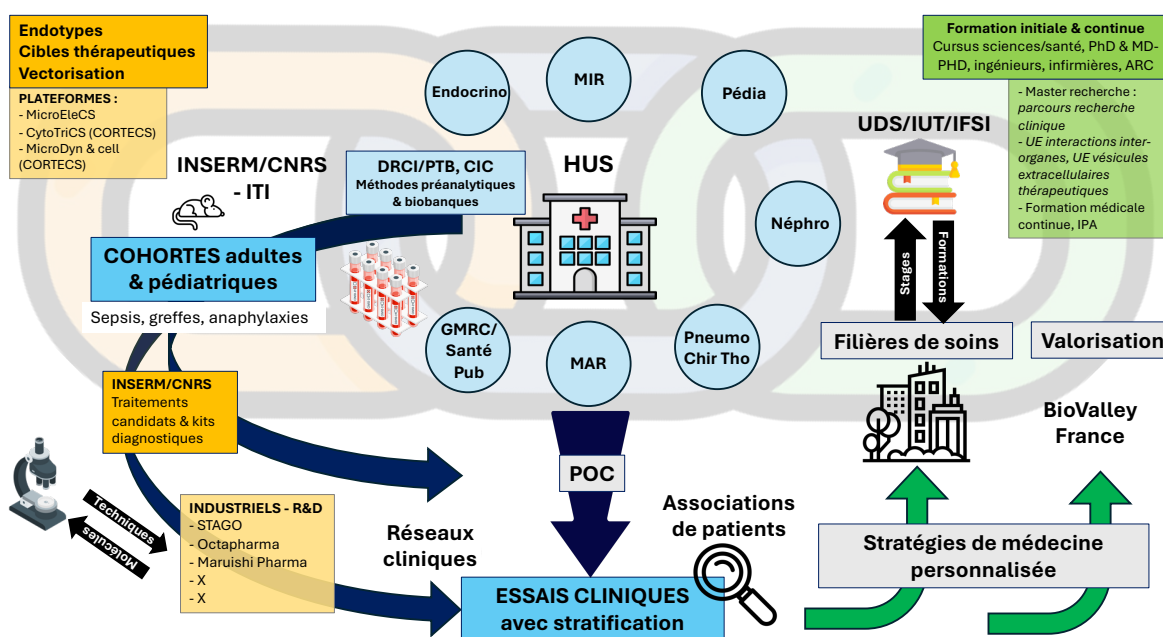 Endotypes
Cibles thérapeutiques
Vectorisation
PLATEFORMES :
- MicroEleCS
- CytoTriCS (CORTECS)
- MicroDyn & cell
(CORTECS)
INSERM/CNRS
- ITI
Endocrino
MIR
Pédia
DRCI/PTB, CIC
Méthodes préanalytiques
& biobanques
HUS
Néphro
UDS/IUT/IFSI
Formation initiale & continue
Cursus sciences/santé, PhD & MD-
PHD, ingénieurs, infirmières, ARC
- Master recherche :
parcours recherche
clinique
- UE interactions inter-
organes, UE vésicules
extracellulaires
thérapeutiques
- Formation médicale
continue, IPA
COHORTES adultes
& pédiatriques
Sepsis, greffes, anaphylaxies
GMRC/
Santé
Pub
MAR
Pneumo
Chir Tho
Stages
Formations
Filières de soins
Valorisation
BioValley
France
INSERM/CNRS
Traitements
candidats & kits
diagnostiques
Techniques
Molécules
INDUSTRIELS - R&D
- STAGO
- Octapharma
- Maruishi Pharma
- X
- X
Réseaux
cliniques
POC
Associations
de patients
ESSAIS CLINIQUES
avec stratification
Stratégies de médecine
personnalisée